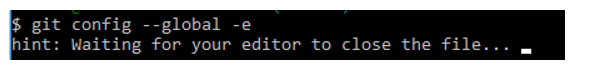 $ git config --global -e
hint: Waiting for your editor to close the file...